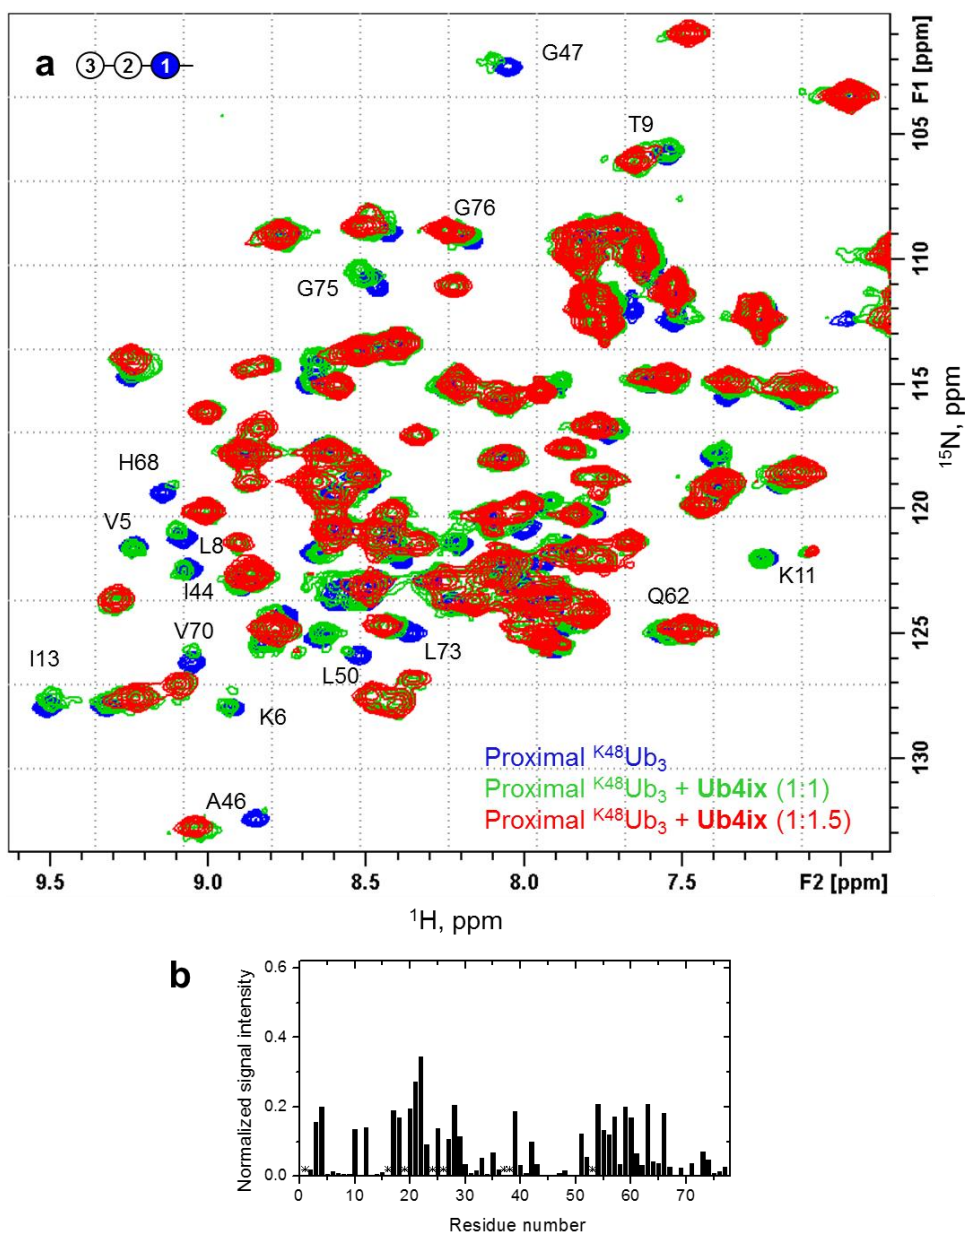 a
3 2 1
G47
F1 [ppm]
T9
105
G76
110
G75
115
15N, ppm
H68
120
V5
L8
I44
K11
Q62
V70
125
L73
I13
L50
K6
Proximal K48Ub3
130
Proximal K48Ub3 + Ub4ix (1:1)
A46
Proximal K48Ub3 + Ub4ix (1:1.5)
9.5 9.0 8.5 8.0 7.5 F2 [ppm]
1H, ppm
b
0.6
0.4
0.2
0.0
Normalized signal intensity
* * * * * * * *
0 10 20 30 40 50 60 70
Residue number